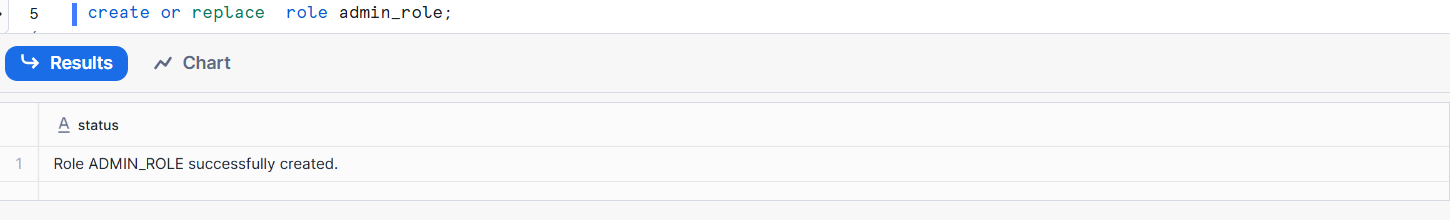 5 create or replace  role admin_role;
Results Chart
A status
1 Role ADMIN_ROLE successfully created.